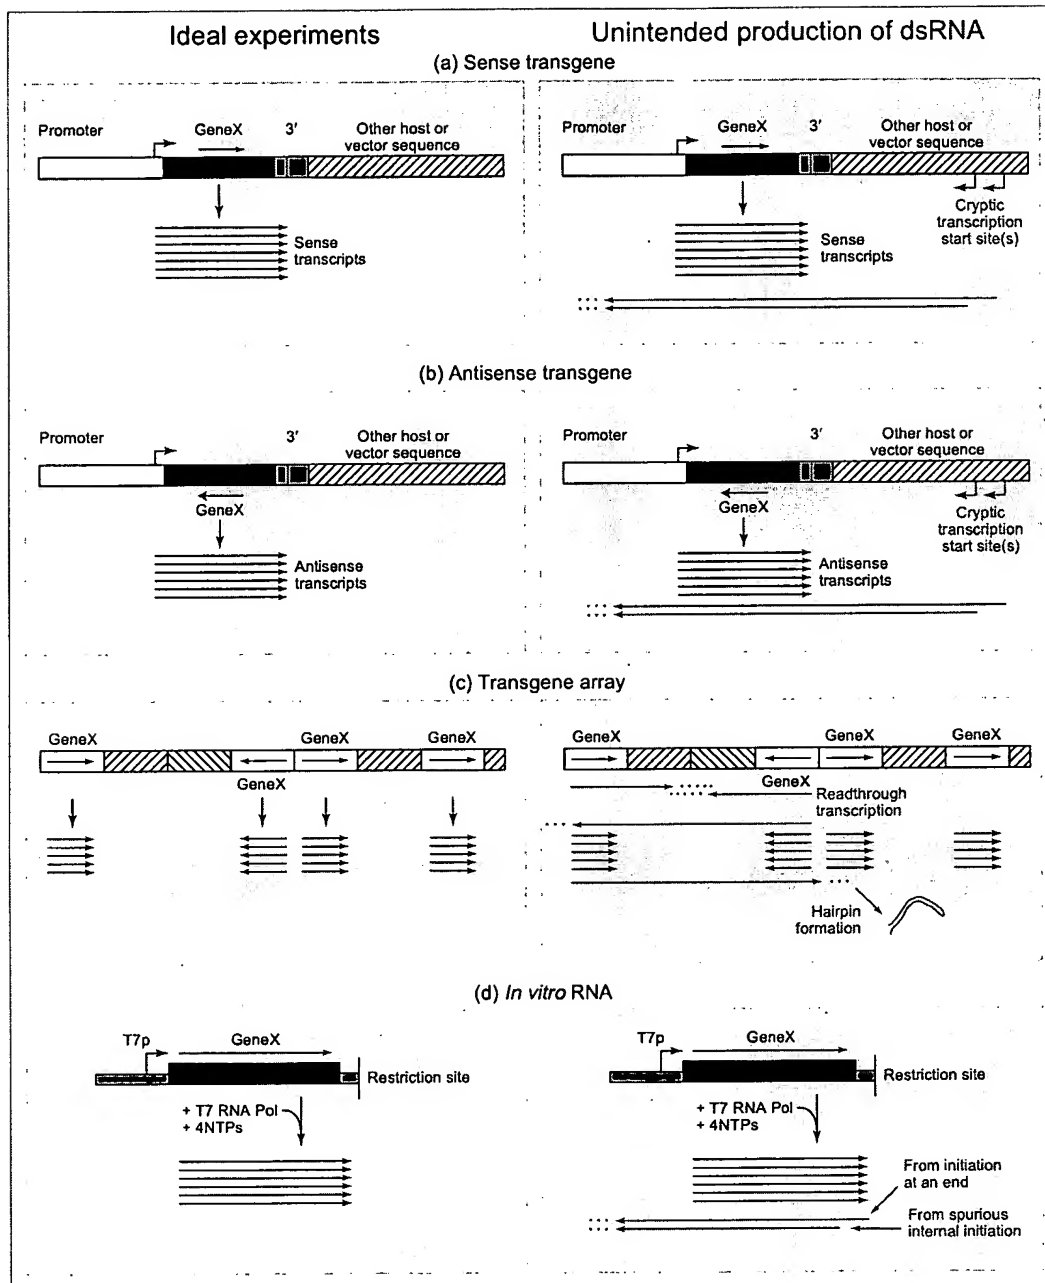 Ideal experiments
Unintended production of dsRNA
(a) Sense transgene
Promoter
GeneX
3′
Other host or
vector sequence
Sense
transcripts
Promoter
GeneX
3′
Other host or
vector sequence
Cryptic
transcription
start site(s)
Sense
transcripts
(b) Antisense transgene
Promoter
3′
Other host or
vector sequence
GeneX
Antisense
transcripts
Promoter
3′
Other host or
vector sequence
GeneX
Cryptic
transcription
start site(s)
Antisense
transcripts
(c) Transgene array
GeneX
GeneX
GeneX
GeneX
GeneX
GeneX
GeneX
GeneX
Readthrough
transcription
Hairpin
formation
(d) In vitro RNA
T7p
GeneX
Restriction site
+ T7 RNA Pol
+ 4NTPs
T7p
GeneX
Restriction site
+ T7 RNA Pol
+ 4NTPs
From initiation
at an end
From spurious
internal initiation